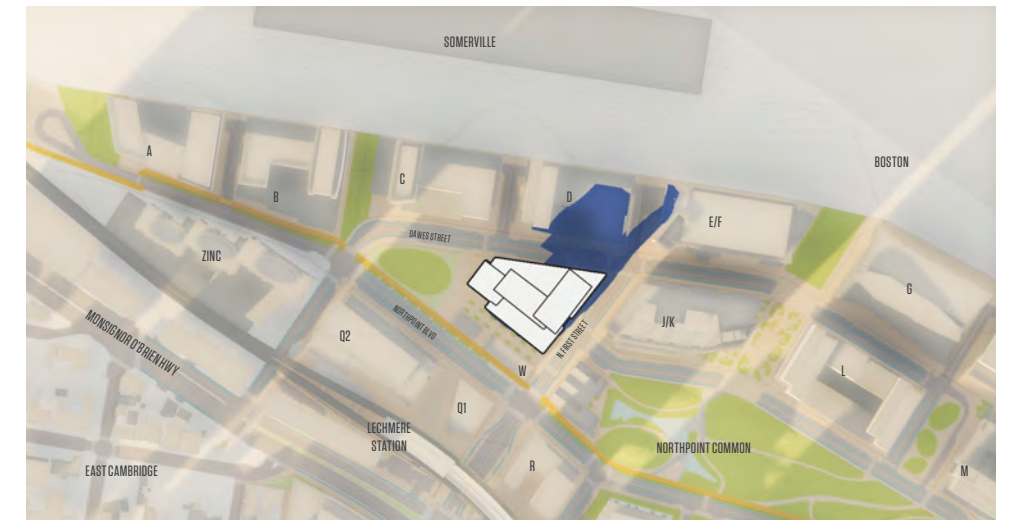 SOMERVILLE
BOSTON
A
B
C
D
E/F
DAWES STREET
ZINC
G
NORTHPOINT BLVD
J/K
MONSIGNOR O'BRIEN HWY
Q2
N. FIRST STREET
W
L
Q1
LECHMERE
STATION
NORTHPOINT COMMON
R
EAST CAMBRIDGE
M